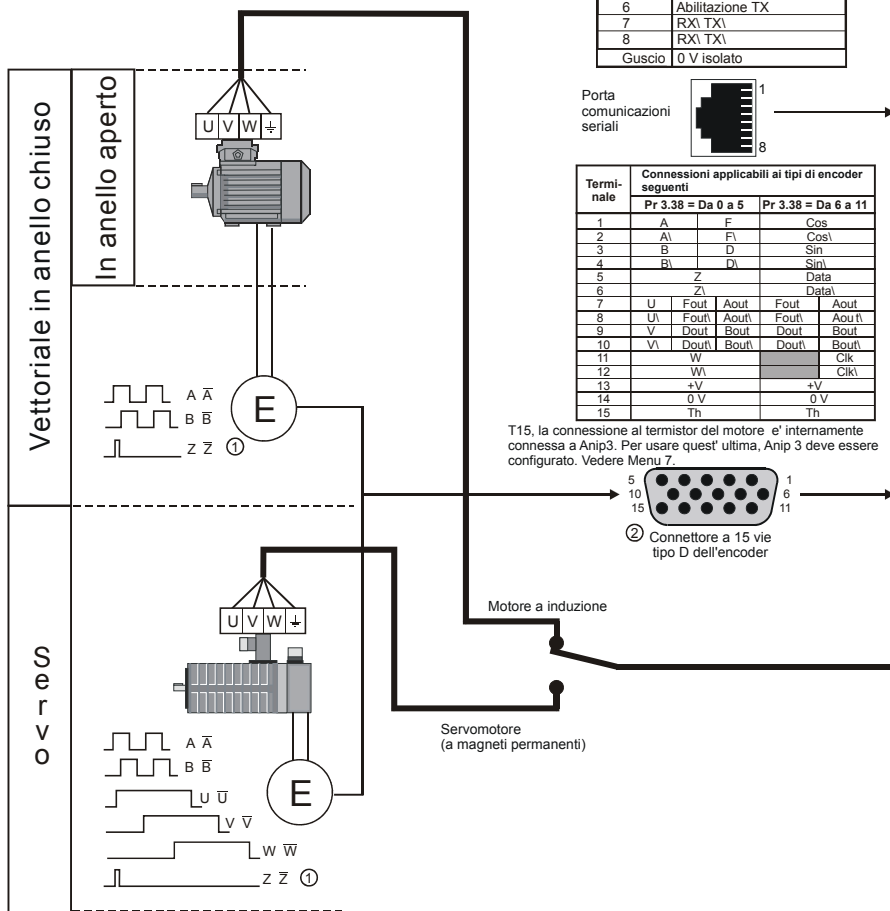 6 Abilitazione TX
7 RX\ TX\
8 RX\ TX\
Guscio 0 V isolato
Porta
comunicazioni
seriali
1
8
Termi-
nale
Connessioni applicabili ai tipi di encoder
seguenti
Pr 3.38 = Da 0 a 5 Pr 3.38 = Da 6 a 11
1 A F Cos
2 A\ F\ Cos\
3 B D Sin
4 B\ D\ Sin\
5 Z Data
6 Z\ Data\
7 U Fout Aout Fout Aout
8 U\ Fout\ Aout\ Fout\ Aou t\
9 V Dout Bout Dout Bout
10 V\ Dout\ Bout\ Dout\ Bout\
11 W Clk
12 W\ Clk\
13 +V +V
14 0 V 0 V
15 Th Th
T15, la connessione al termistor del motore e' internamente
connessa a Anip3. Per usare quest' ultima, Anip 3 deve essere
configurato. Vedere Menu 7.
5 1
10 6
15 11
② Connettore a 15 vie
tipo D dell'encoder
Vettoriale in anello chiuso
In anello aperto
U V W
A A̅
B B̅
Z Z̅ ①
E
Servo
U V W
A A̅
B B̅
U U̅
V V̅
W W̅
Z Z̅ ①
E
Motore a induzione
Servomotore
(a magneti permanenti)